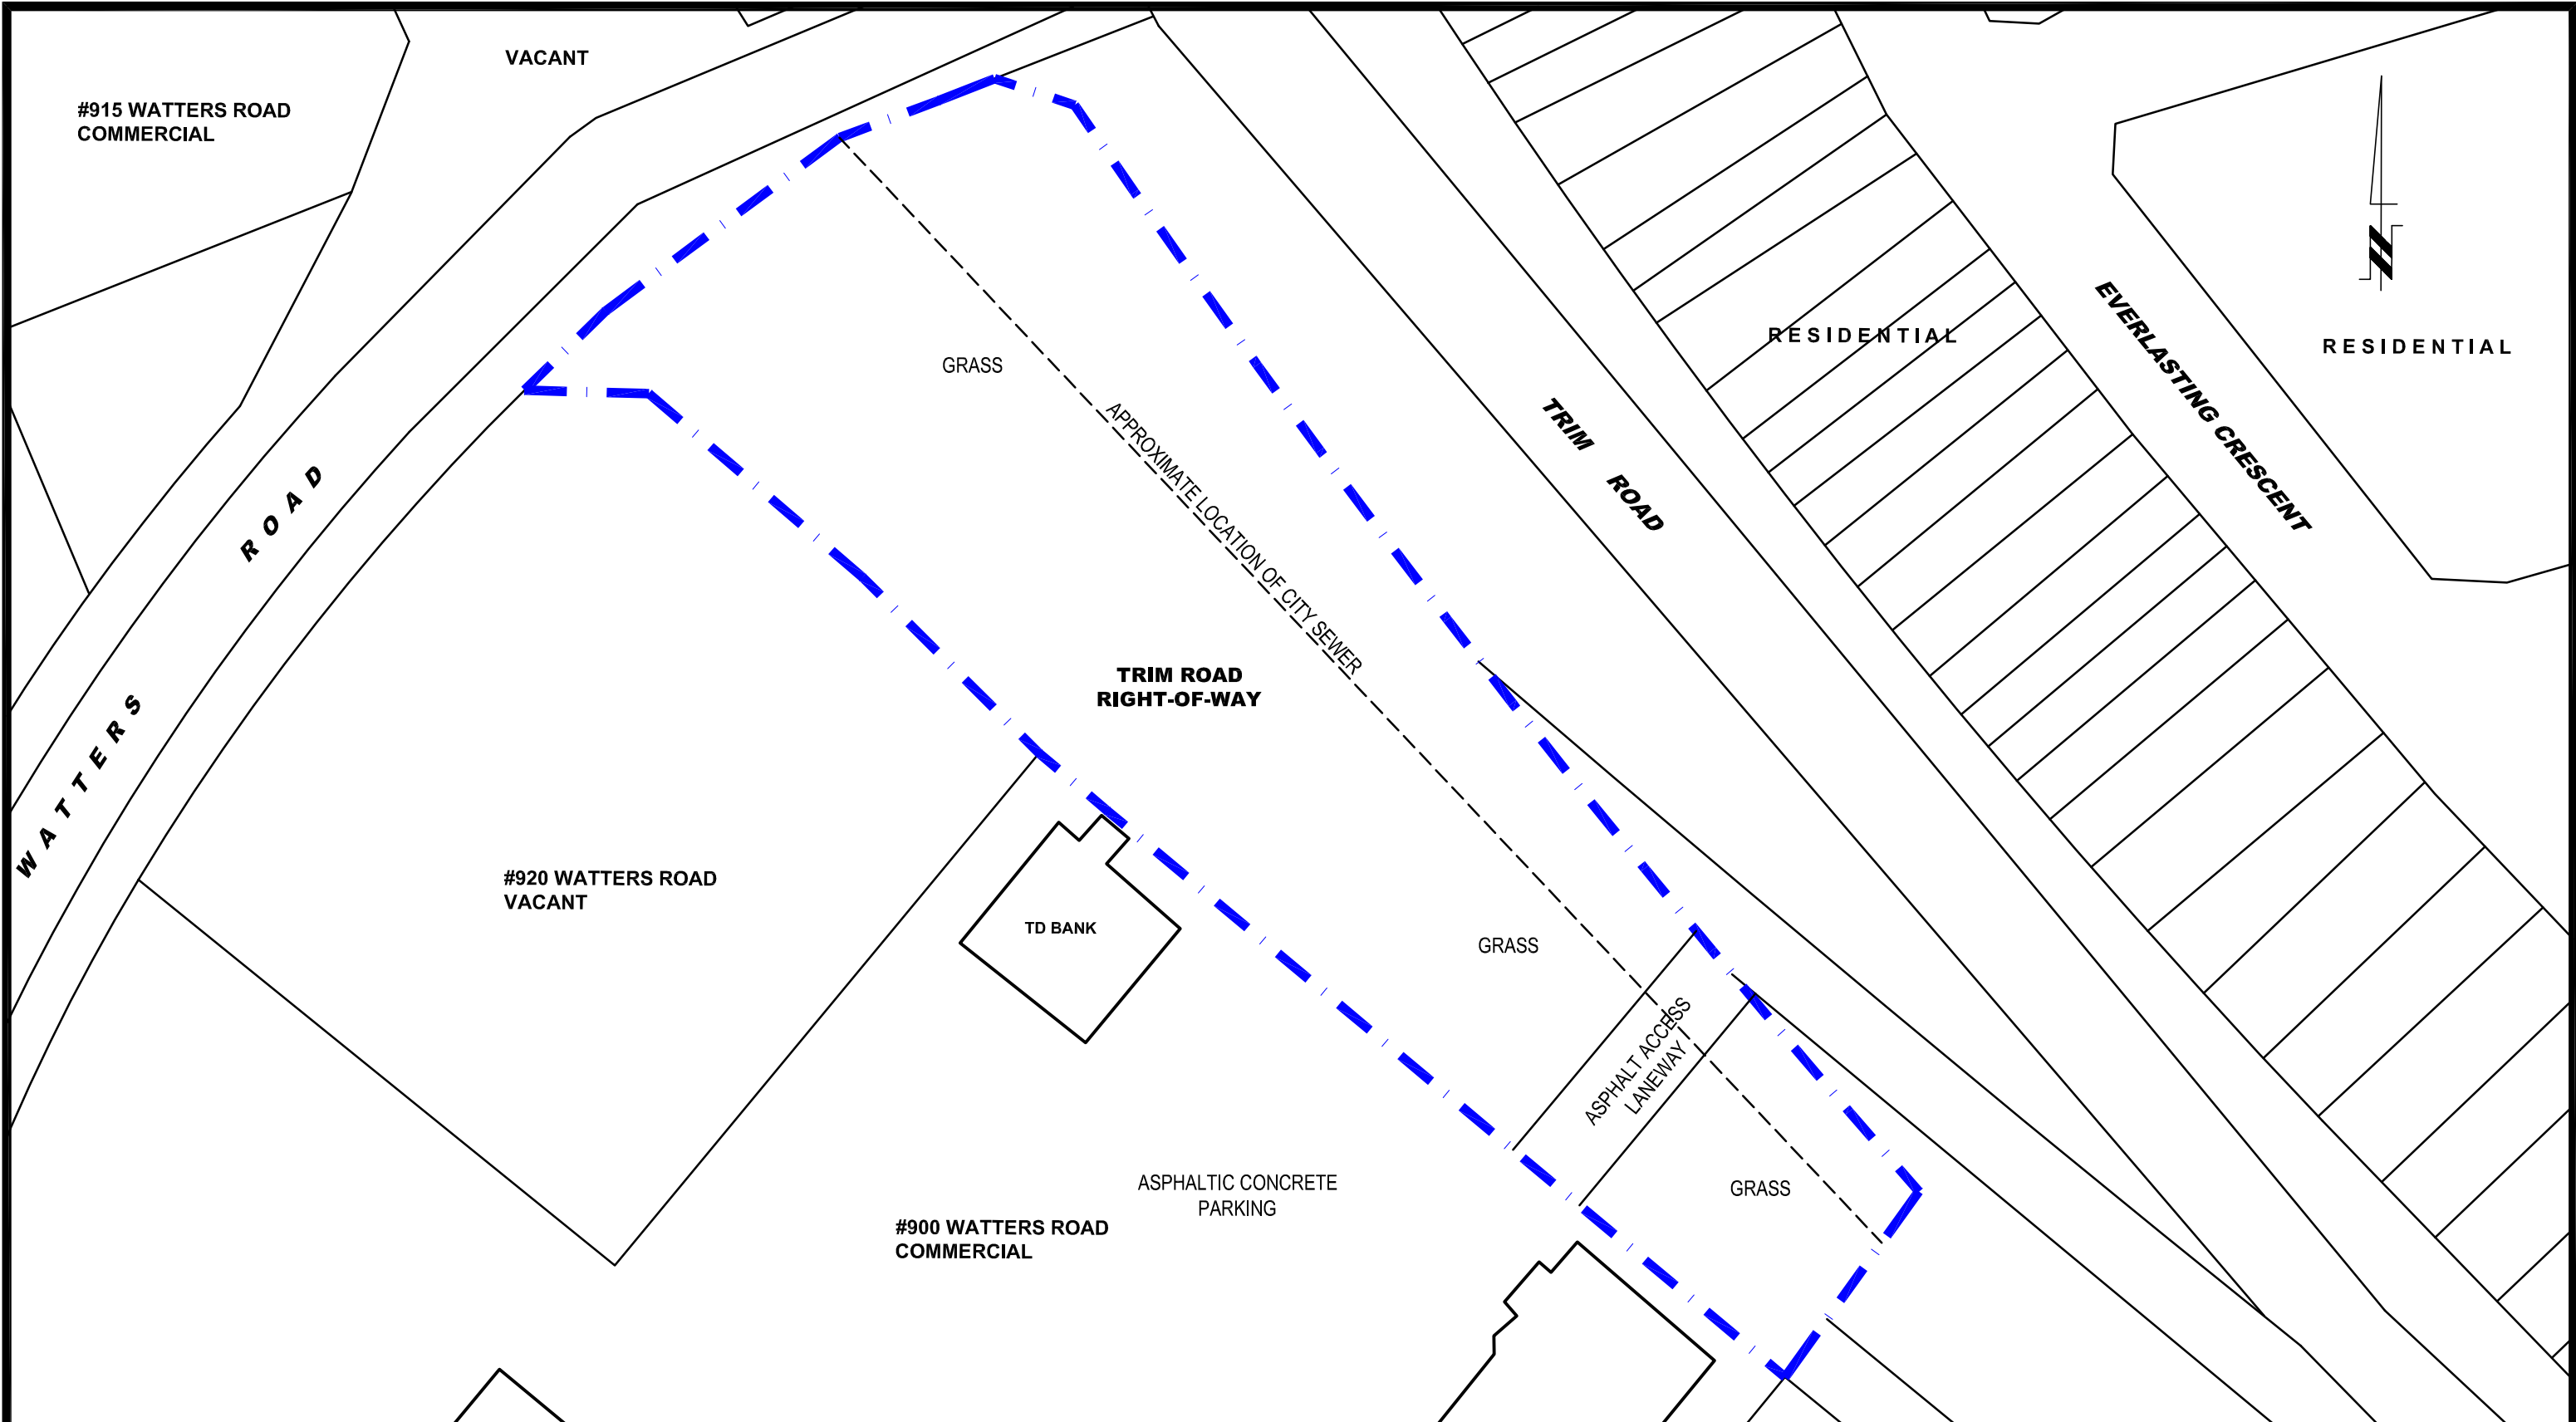 VACANT
#915 WATTERS ROAD
COMMERCIAL
GRASS
RESIDENTIAL
EVERLASTING CRESCENT
RESIDENTIAL
TRIM ROAD
APPROXIMATE LOCATION OF CITY SEWER
WATTERS ROAD
TRIM ROAD
RIGHT-OF-WAY
#920 WATTERS ROAD
VACANT
TD BANK
GRASS
ASPHALT ACCESS
LANEWAY
ASPHALTIC CONCRETE
PARKING
GRASS
#900 WATTERS ROAD
COMMERCIAL